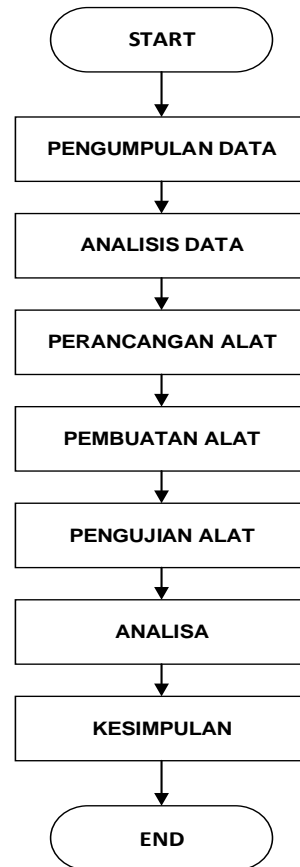 START
PENGUMPULAN DATA
ANALISIS DATA
PERANCANGAN ALAT
PEMBUATAN ALAT
PENGUJIAN ALAT
ANALISA
KESIMPULAN
END